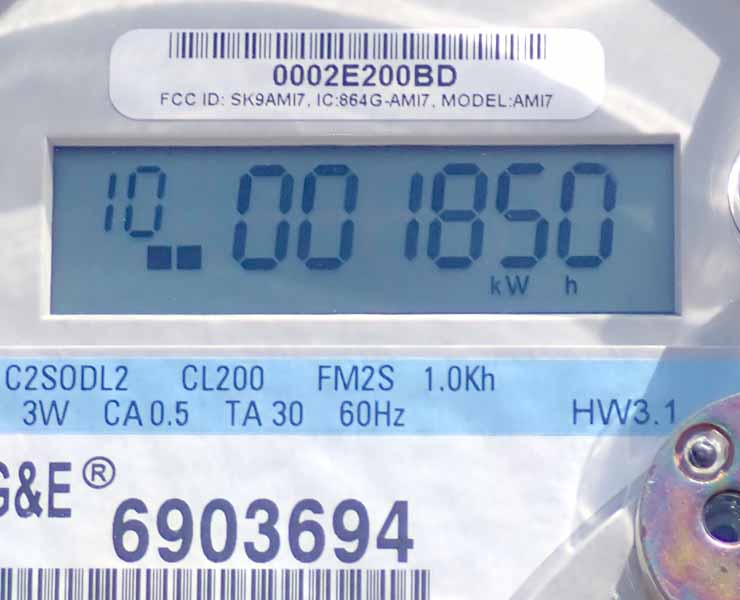 0002E200BD
FCC ID: SK9AMI7, IC:864G-AMI7, MODEL:AMI7
10 001850
kW h
C2SODL2 CL200 FM2S 1.0Kh
3W CA 0.5 TA 30 60Hz HW3.1
G&E®
6903694